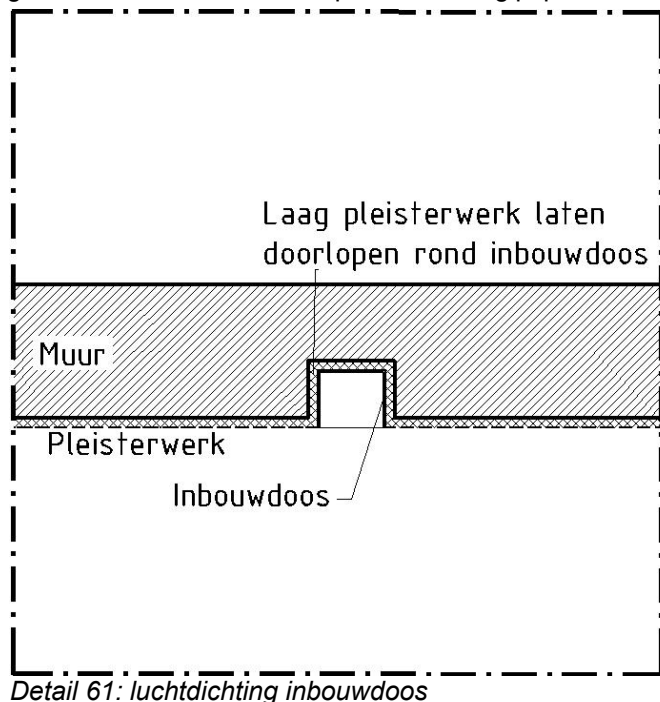 Laag pleisterwerk laten
doorlopen rond inbouwdoos
Muur
Pleisterwerk
Inbouwdoos
Detail 61: luchtdichting inbouwdoos